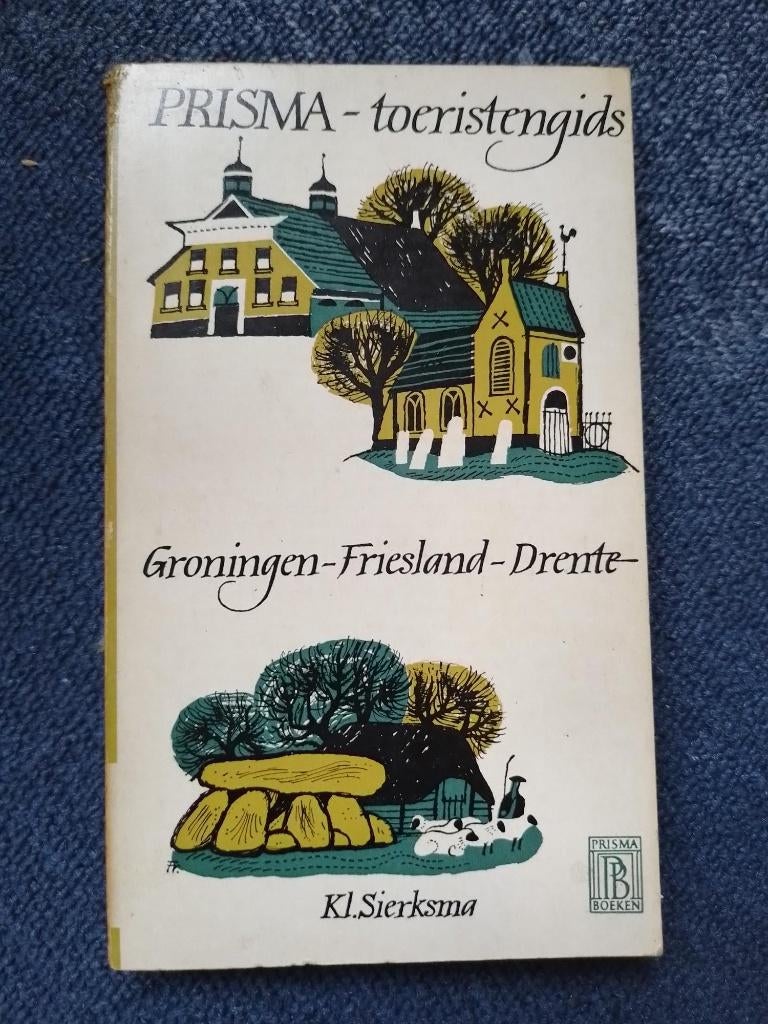 PRISMA - toeristengids
Groningen - Friesland - Drente
Kl. Sierksma
PRISMA
PB
BOEKEN